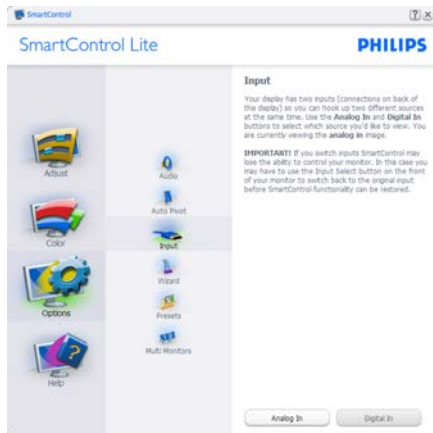 SmartControl
SmartControl Lite
PHILIPS
Adjust
Color
Options
Help
Audio
Auto Pivot
Input
Wizard
Presets
Multi Monitors
Input
Your display has two inputs (connections on back of
this display) so you can hook up two different sources
at the same time. Use the Analog In and Digital In
buttons to select which source you'd like to view. You
are currently viewing the analog in image.
IMPORTANT! If you switch inputs SmartControl may
lose the ability to control your monitor. In this case you
may have to use the Input Select button on the front
of your monitor to switch back to the original input
before SmartControl functionality can be restored.
Analog In
Digital In